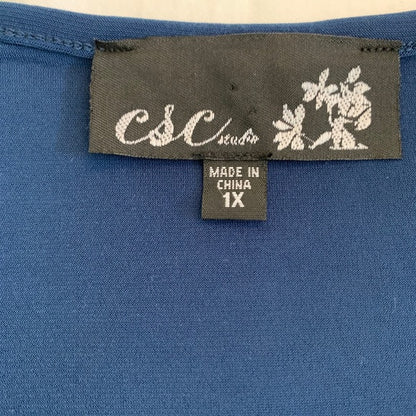 csc studio
MADE IN
CHINA
1X